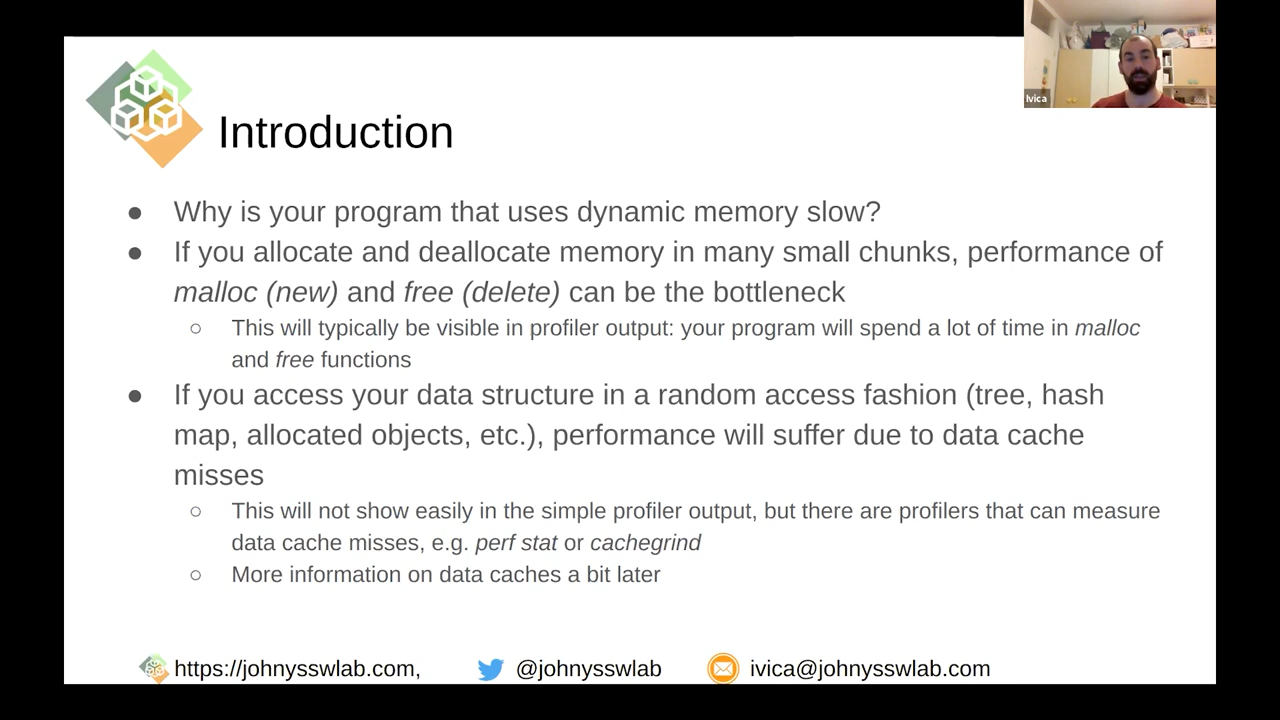 Ivica
Introduction
● Why is your program that uses dynamic memory slow?
● If you allocate and deallocate memory in many small chunks, performance of
malloc (new) and free (delete) can be the bottleneck
○ This will typically be visible in profiler output: your program will spend a lot of time in malloc
and free functions
● If you access your data structure in a random access fashion (tree, hash
map, allocated objects, etc.), performance will suffer due to data cache
misses
○ This will not show easily in the simple profiler output, but there are profilers that can measure
data cache misses, e.g. perf stat or cachegrind
○ More information on data caches a bit later
https://johnysswlab.com, @johnysswlab ivica@johnysswlab.com